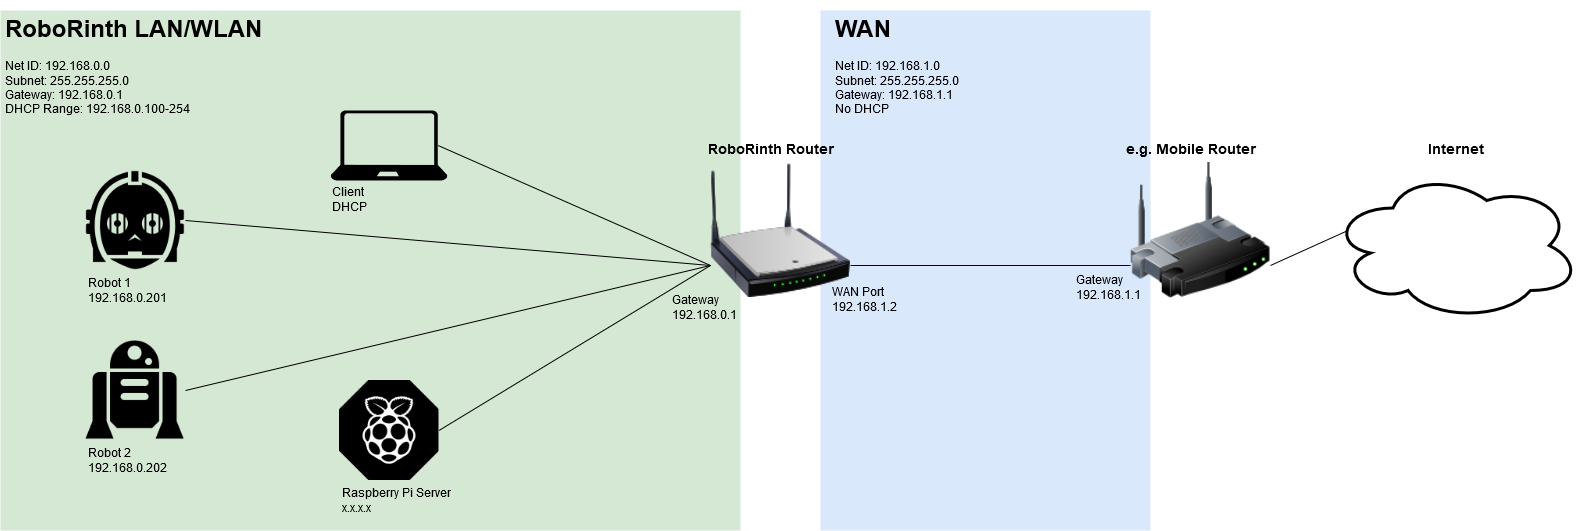 RoboRinth LAN/WLAN
Net ID: 192.168.0.0
Subnet: 255.255.255.0
Gateway: 192.168.0.1
DHCP Range: 192.168.0.100-254
Client
DHCP
Robot 1
192.168.0.201
Robot 2
192.168.0.202
Raspberry Pi Server
x.x.x.x
RoboRinth Router
Gateway
192.168.0.1
WAN
Net ID: 192.168.1.0
Subnet: 255.255.255.0
Gateway: 192.168.1.1
No DHCP
WAN Port
192.168.1.2
e.g. Mobile Router
Gateway
192.168.1.1
Internet